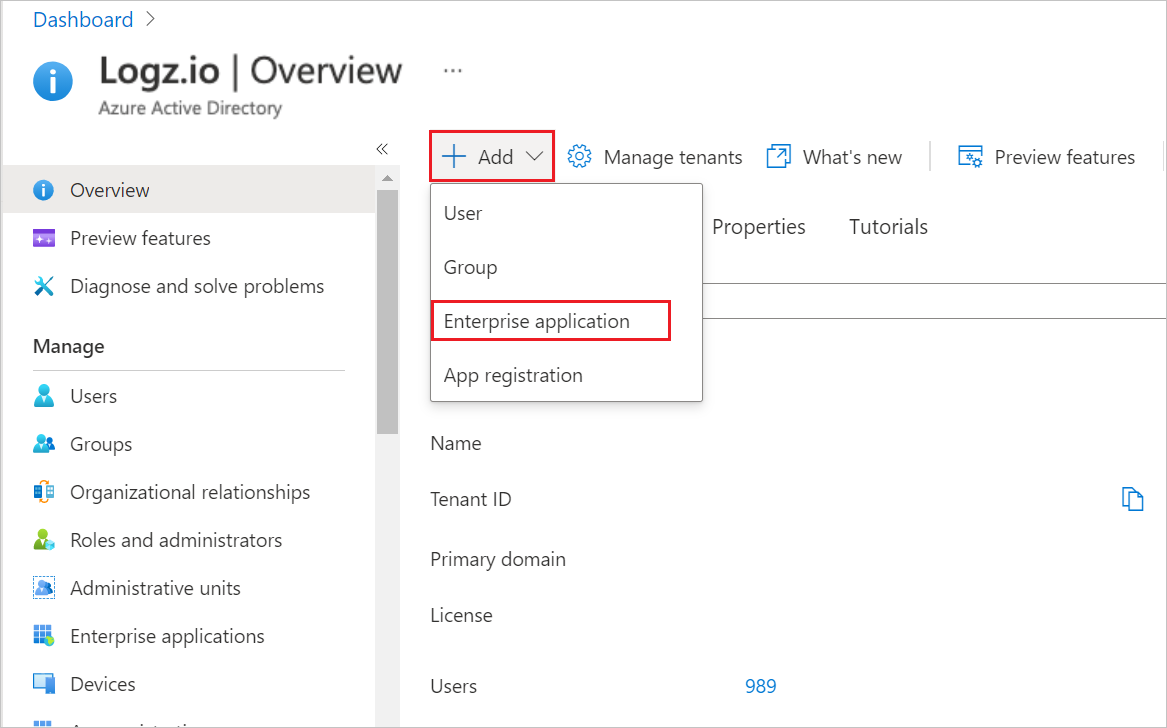 Dashboard
Logz.io | Overview
Azure Active Directory
Add
Manage tenants
What's new
Preview features
Overview
Preview features
Diagnose and solve problems
Manage
Users
Groups
Organizational relationships
Roles and administrators
Administrative units
Enterprise applications
Devices
User
Group
Enterprise application
App registration
Properties
Tutorials
Name
Tenant ID
Primary domain
License
Users 989